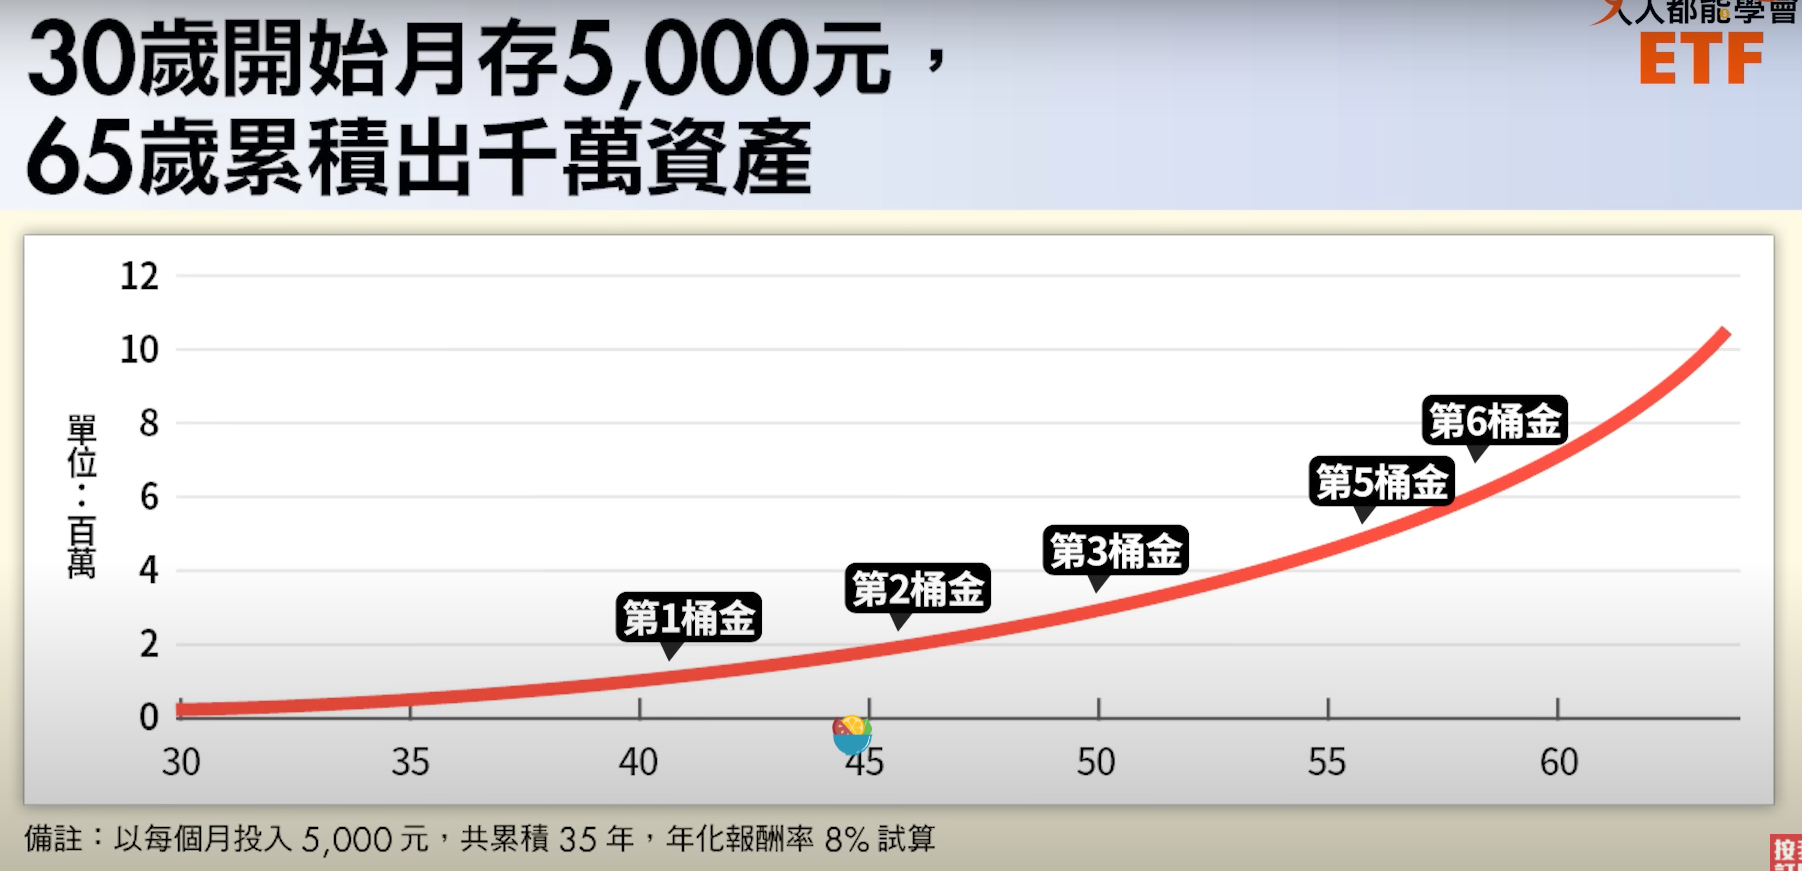 30歲開始月存5,000元，
65歲累積出千萬資產
人人都能學會
ETF
單位：百萬
12
10
8
6
4
2
0
第1桶金
第2桶金
第3桶金
第5桶金
第6桶金
30
35
40
45
50
55
60
備註：以每個月投入 5,000 元，共累積 35 年，年化報酬率 8% 試算
按